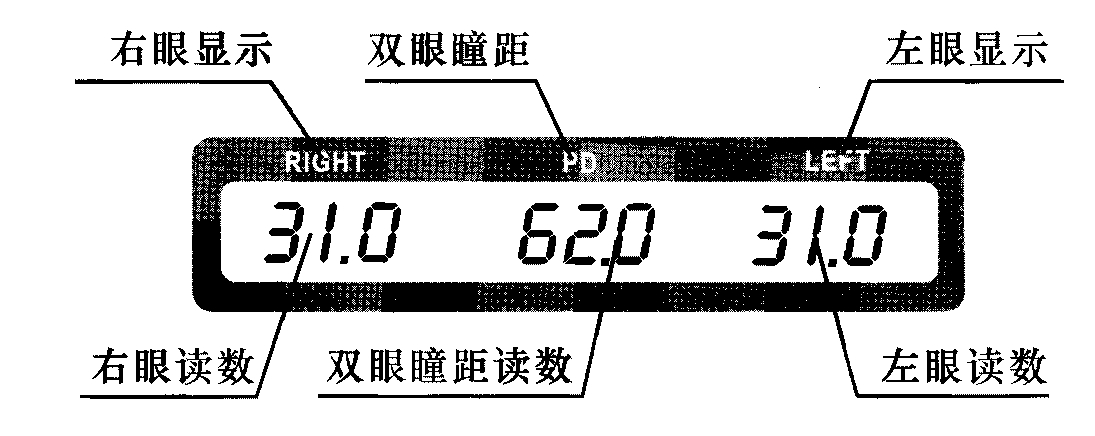 右眼显示 双眼瞳距 左眼显示
RIGHT PD LEFT
31.0 62.0 31.0
右眼读数 双眼瞳距读数 左眼读数